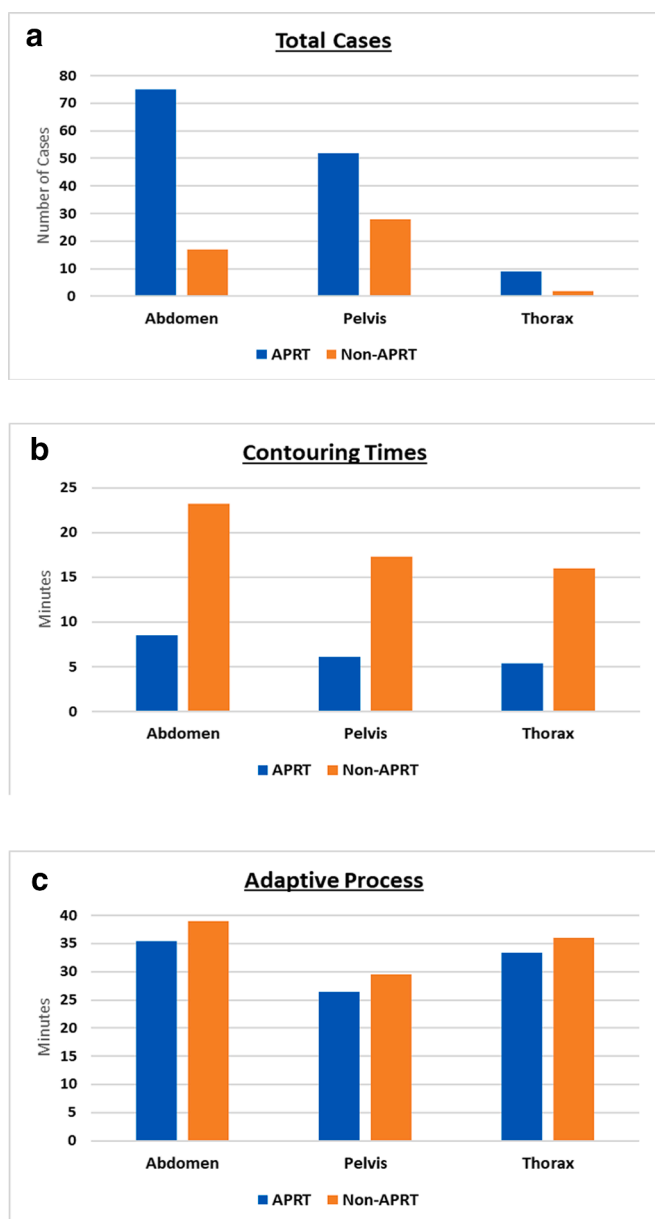 a
Total Cases
Number of Cases
80
70
60
50
40
30
20
10
0
Abdomen Pelvis Thorax
APRT Non-APRT
b
Contouring Times
Minutes
25
20
15
10
5
0
Abdomen Pelvis Thorax
APRT Non-APRT
c
Adaptive Process
Minutes
40
35
30
25
20
15
10
5
0
Abdomen Pelvis Thorax
APRT Non-APRT